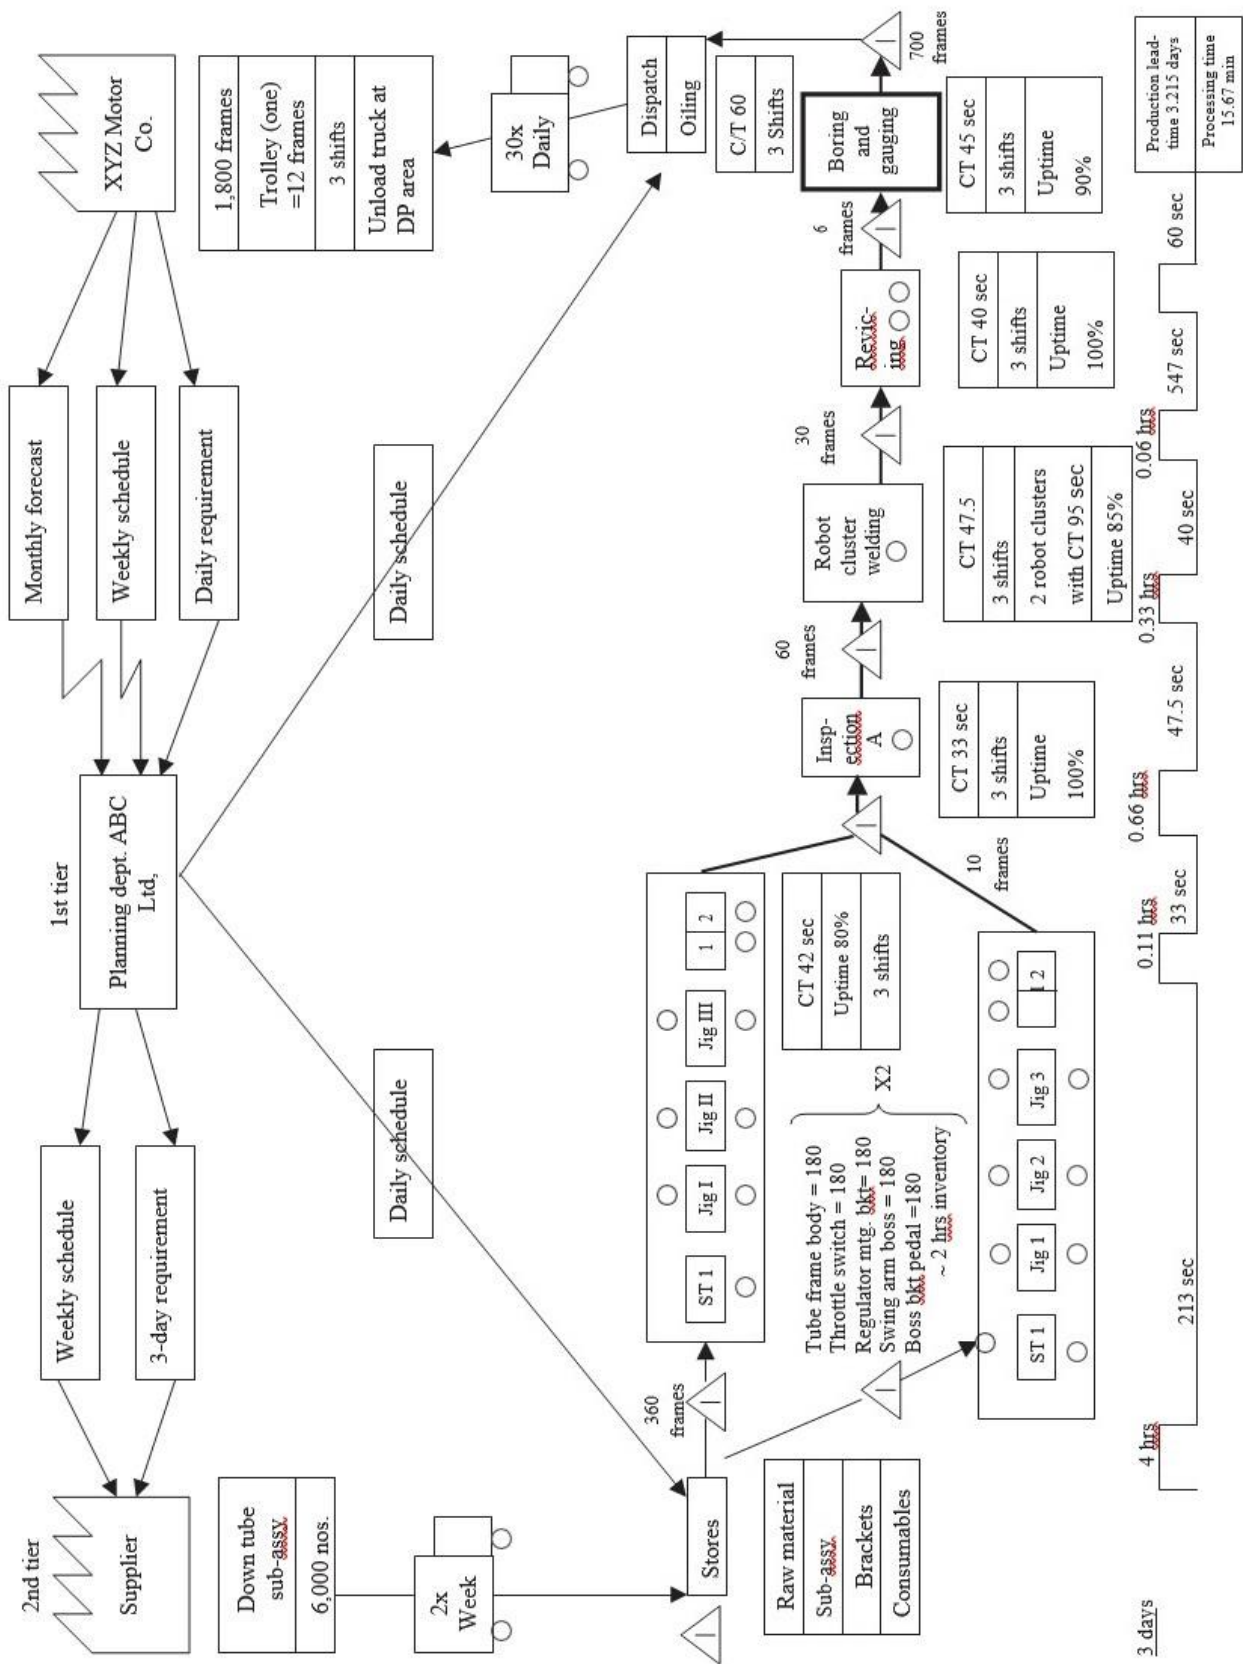 2nd tier
Supplier
Weekly schedule
3-day requirement
1st tier
Planning dept. ABC
Ltd,
Monthly forecast
Weekly schedule
Daily requirement
XYZ Motor
Co.
Down tube
sub-assy
6,000 nos.
2x
Week
Daily schedule
Daily schedule
30x
Daily
1,800 frames
Trolley (one)
=12 frames
3 shifts
Unload truck at
DP area
Stores
I
Raw material
Sub-assy
Brackets
Consumables
360
frames
I
I
ST 1
Jig I
Jig II
Jig III
1 2
Tube frame body = 180
Throttle switch = 180
Regulator mtg. bkt= 180
Swing arm boss = 180
Boss bkt pedal =180
~ 2 hrs inventory
X2
CT 42 sec
Uptime 80%
3 shifts
ST 1
Jig 1
Jig 2
Jig 3
1 2
10
frames
I
Insp-
ection
A
CT 33 sec
3 shifts
Uptime
100%
60
frames
I
Robot
cluster
welding
CT 47.5
3 shifts
2 robot clusters
with CT 95 sec
Uptime 85%
30
frames
I
Revic-
ing
CT 40 sec
3 shifts
Uptime
100%
6
frames
I
Boring
and
gauging
CT 45 sec
3 shifts
Uptime
90%
I
700
frames
Dispatch
Oiling
C/T 60
3 Shifts
3 days
4 hrs
213 sec
0.11 hrs
33 sec
0.66 hrs
47.5 sec
0.33 hrs
40 sec
0.06 hrs
547 sec
60 sec
Production lead-
time 3.215 days
Processing time
15.67 min